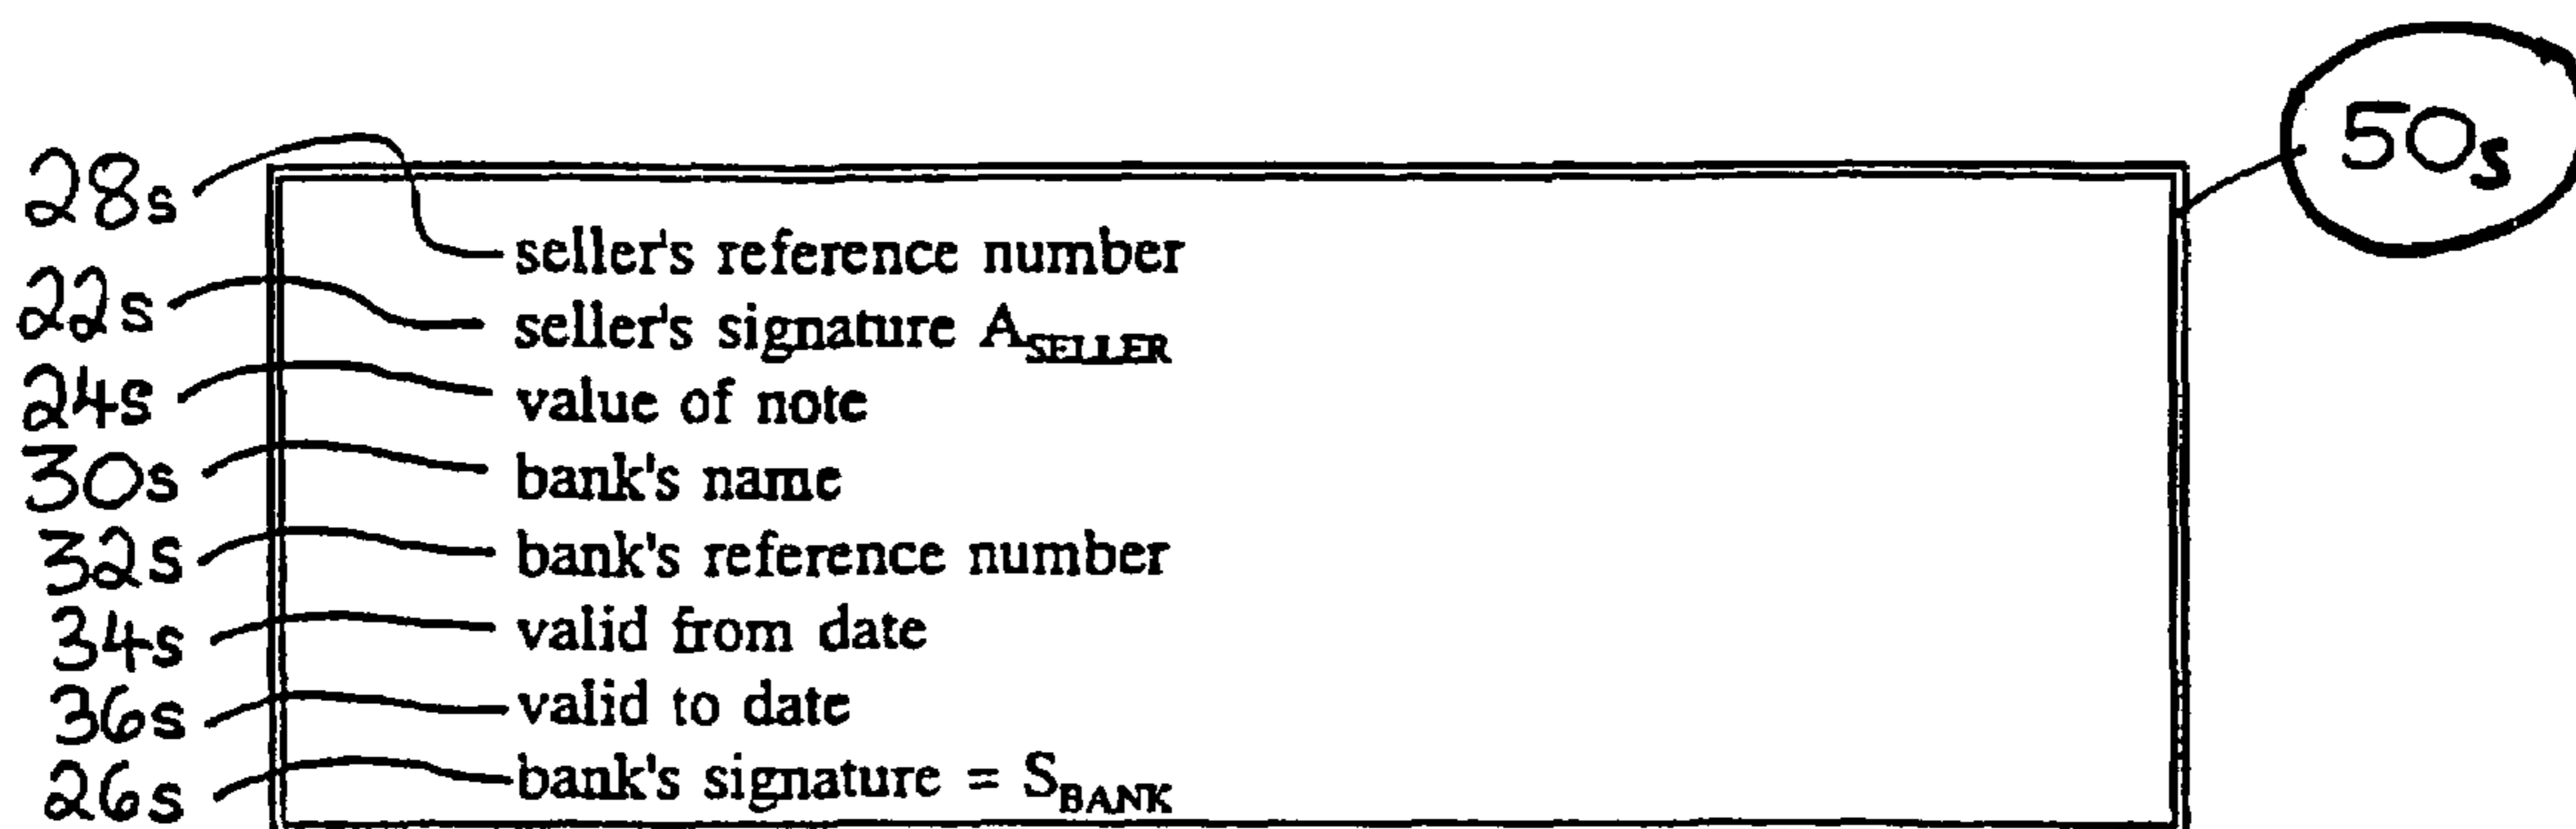 50s
28s seller's reference number
22s seller's signature A_SELLER
24s value of note
30s bank's name
32s bank's reference number
34s valid from date
36s valid to date
26s bank's signature = S_BANK